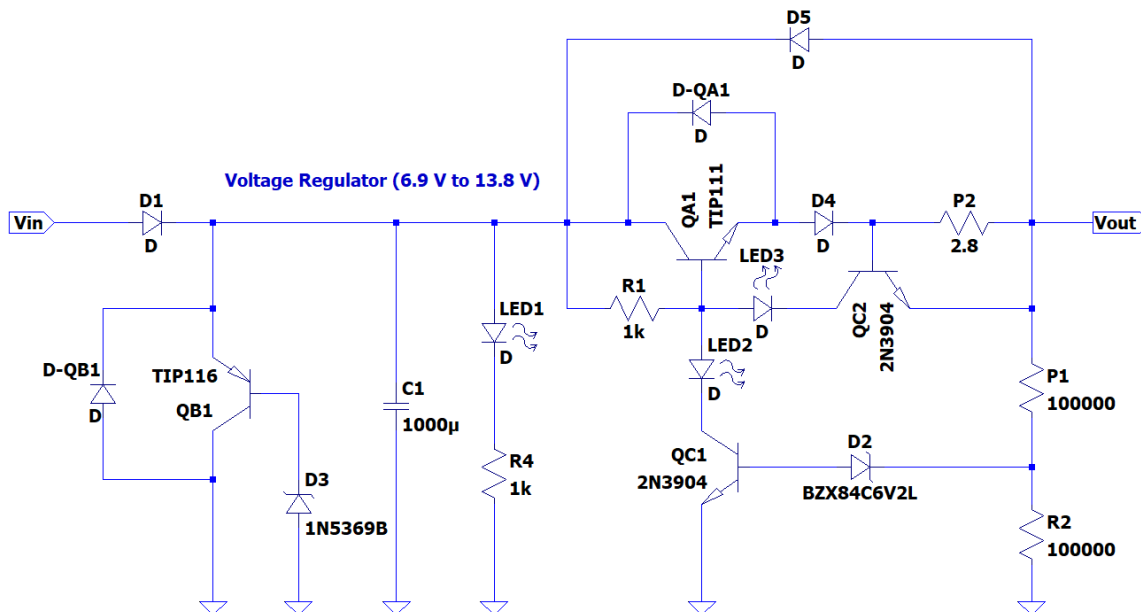 D5
D
D-QA1
D
Voltage Regulator (6.9 V to 13.8 V)
QA1
TIP111
D1
D
D4
D
P2
2.8
Vin
Vout
LED3
D
R1
1k
QC2
2N3904
LED1
D
LED2
D
D-QB1
D
TIP116
QB1
C1
1000µ
P1
100000
D3
1N5369B
R4
1k
QC1
2N3904
D2
BZX84C6V2L
R2
100000